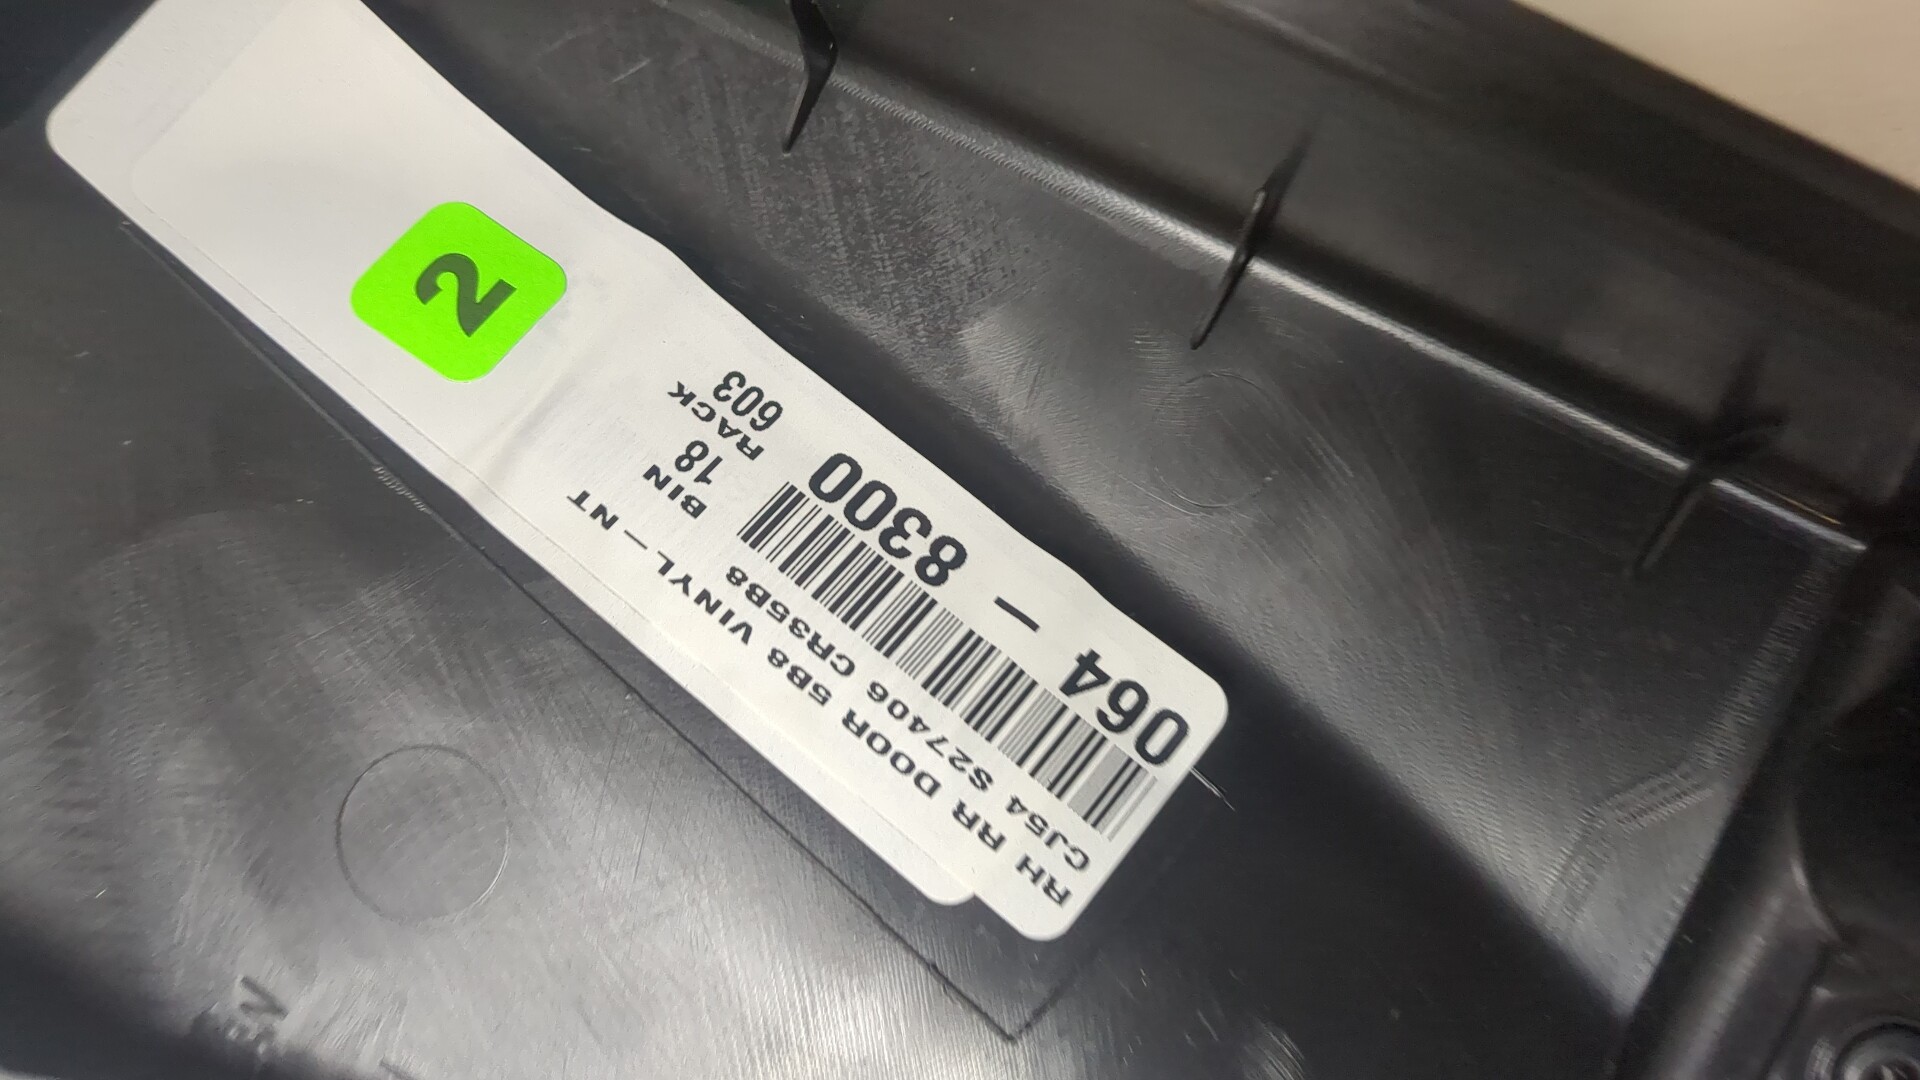 RH RR DOOR 5B8 VINYL – NT
CJ54 S27406 CR35B8
BIN
18
RACK
603
064 – 8300
2